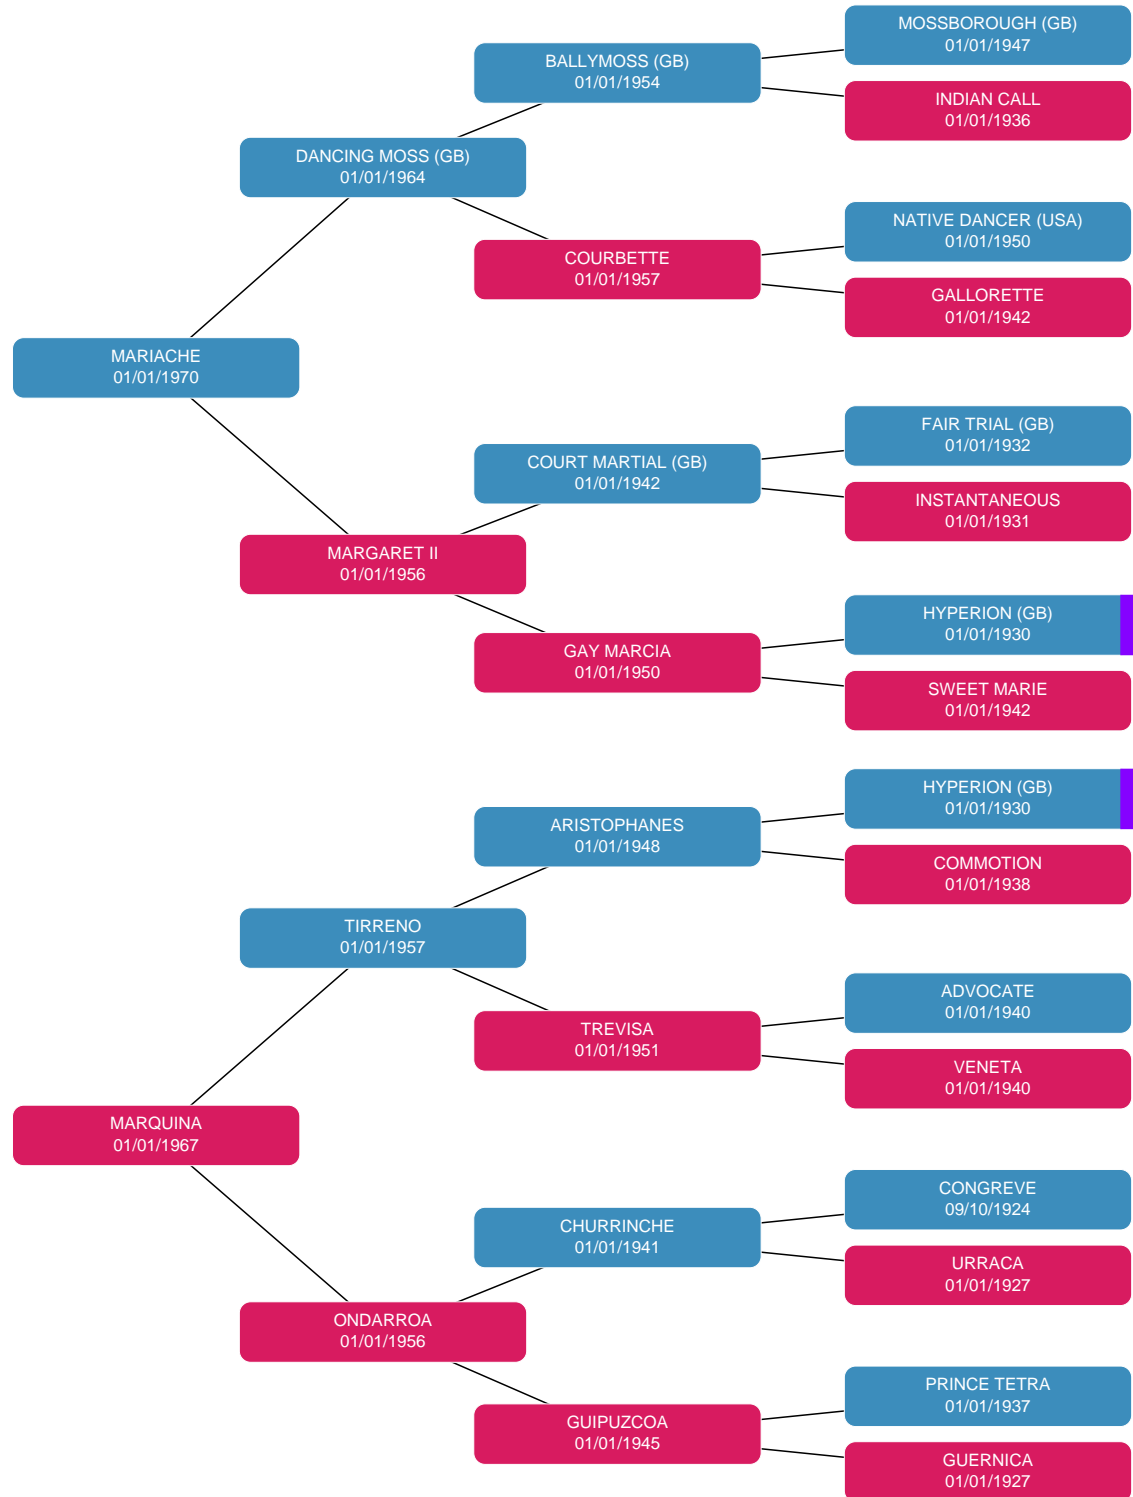 MOSSBOROUGH (GB)
01/01/1947
BALLYMOSS (GB)
01/01/1954
INDIAN CALL
01/01/1936
DANCING MOSS (GB)
01/01/1964
NATIVE DANCER (USA)
01/01/1950
COURBETTE
01/01/1957
GALLORETTE
01/01/1942
MARIACHE
01/01/1970
FAIR TRIAL (GB)
01/01/1932
COURT MARTIAL (GB)
01/01/1942
INSTANTANEOUS
01/01/1931
MARGARET II
01/01/1956
HYPERION (GB)
01/01/1930
GAY MARCIA
01/01/1950
SWEET MARIE
01/01/1942
HYPERION (GB)
01/01/1930
ARISTOPHANES
01/01/1948
COMMOTION
01/01/1938
TIRRENO
01/01/1957
ADVOCATE
01/01/1940
TREVISA
01/01/1951
VENETA
01/01/1940
MARQUINA
01/01/1967
CONGREVE
09/10/1924
CHURRINCHE
01/01/1941
URRACA
01/01/1927
ONDARROA
01/01/1956
PRINCE TETRA
01/01/1937
GUIPUZCOA
01/01/1945
GUERNICA
01/01/1927